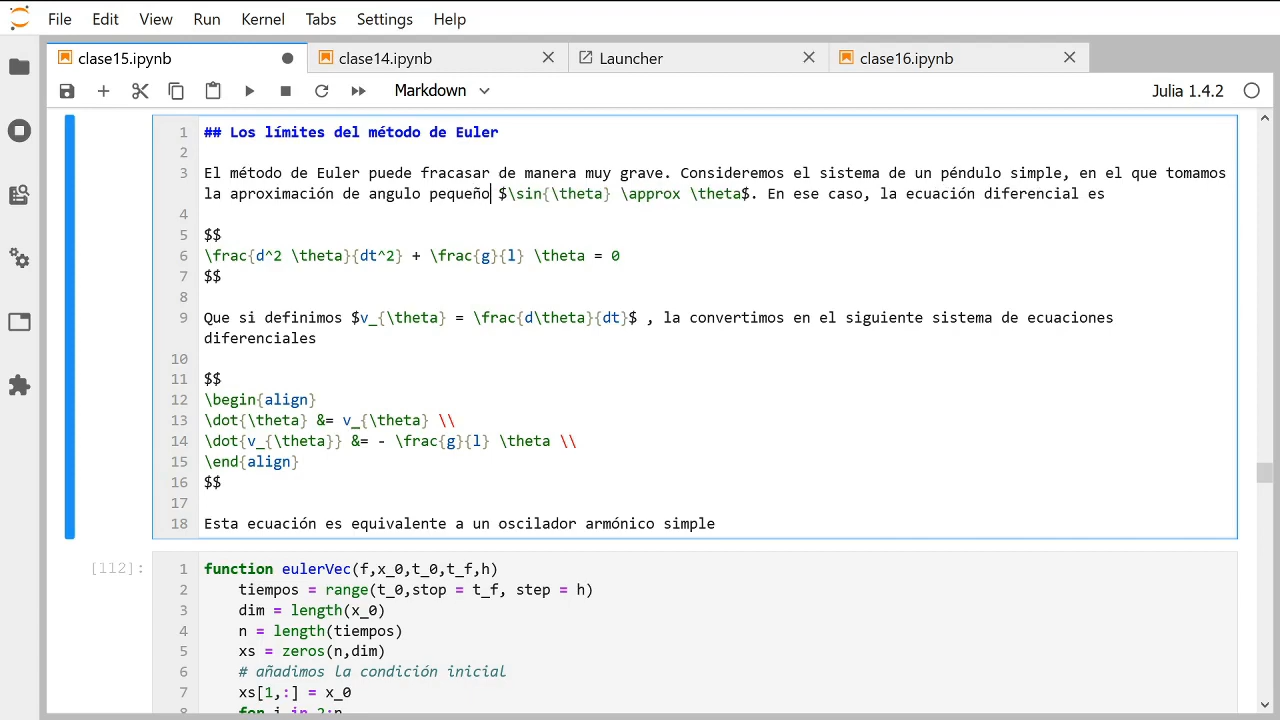 File Edit View Run Kernel Tabs Settings Help
clase15.ipynb clase14.ipynb Launcher clase16.ipynb
Markdown Julia 1.4.2
1 ## Los límites del método de Euler
2
3 El método de Euler puede fracasar de manera muy grave. Consideremos el sistema de un péndulo simple, en el que tomamos
la aproximación de angulo pequeño $\sin{\theta} \approx \theta$. En ese caso, la ecuación diferencial es
4
5 $$
6 \frac{d^2 \theta}{dt^2} + \frac{g}{l} \theta = 0
7 $$
8
9 Que si definimos $v_{\theta} = \frac{d\theta}{dt}$ , la convertimos en el siguiente sistema de ecuaciones
diferenciales
10
11 $$
12 \begin{align}
13 \dot{\theta} &= v_{\theta} \\
14 \dot{v_{\theta}} &= - \frac{g}{l} \theta \\
15 \end{align}
16 $$
17
18 Esta ecuación es equivalente a un oscilador armónico simple
[112]: 1 function eulerVec(f,x_0,t_0,t_f,h)
2 tiempos = range(t_0,stop = t_f, step = h)
3 dim = length(x_0)
4 n = length(tiempos)
5 xs = zeros(n,dim)
6 # añadimos la condición inicial
7 xs[1,:] = x_0
8 for i in 2:n